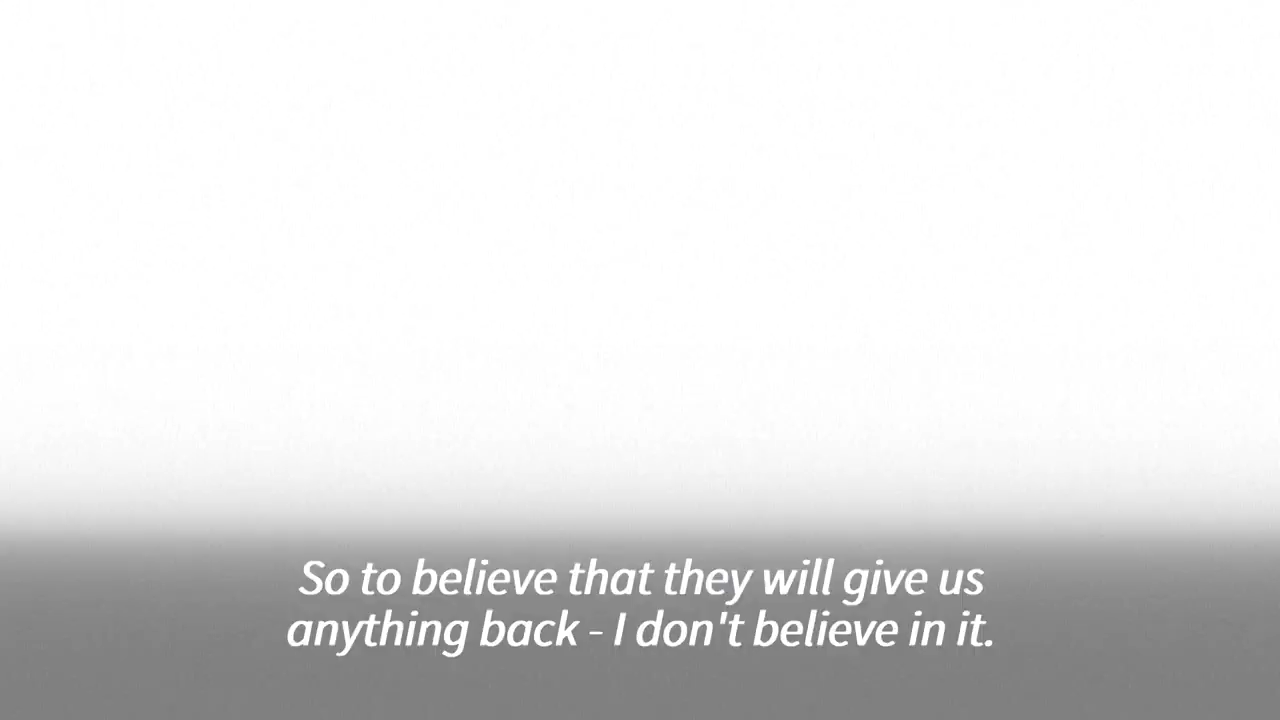 So to believe that they will give us
anything back - I don't believe in it.